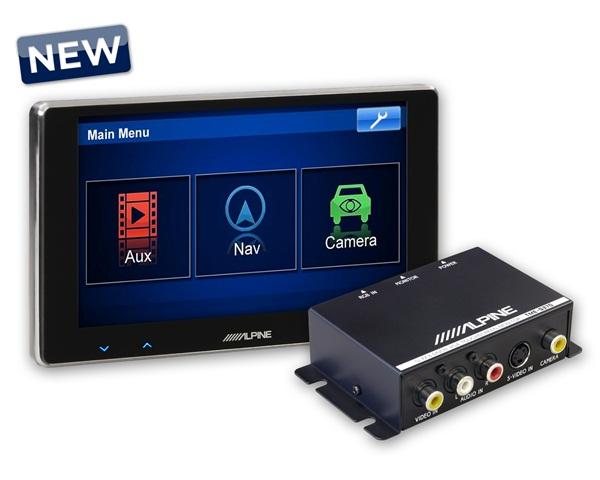 NEW
Main Menu
Aux
Nav
Camera
ALPINE
RGB IN
MONITOR
POWER
ALPINE
VIDEO IN
L
AUDIO IN
R
S-VIDEO IN
CAMERA